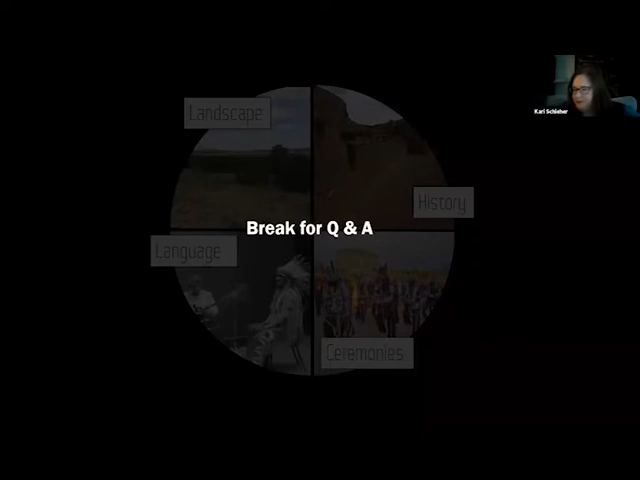 Kari Schleher
Landscape
History
Break for Q & A
Language
Ceremonies